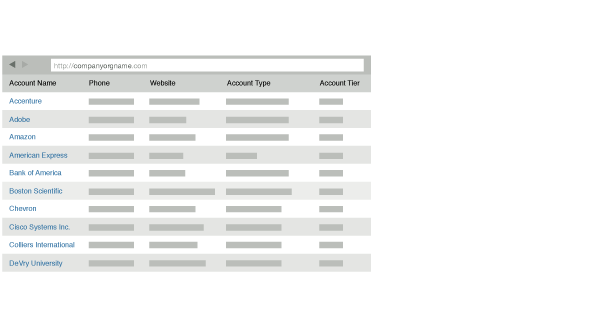 http://companyorgname.com
Account Name Phone Website Account Type Account Tier
Accenture
Adobe
Amazon
American Express
Bank of America
Boston Scientific
Chevron
Cisco Systems Inc.
Colliers International
DeVry University